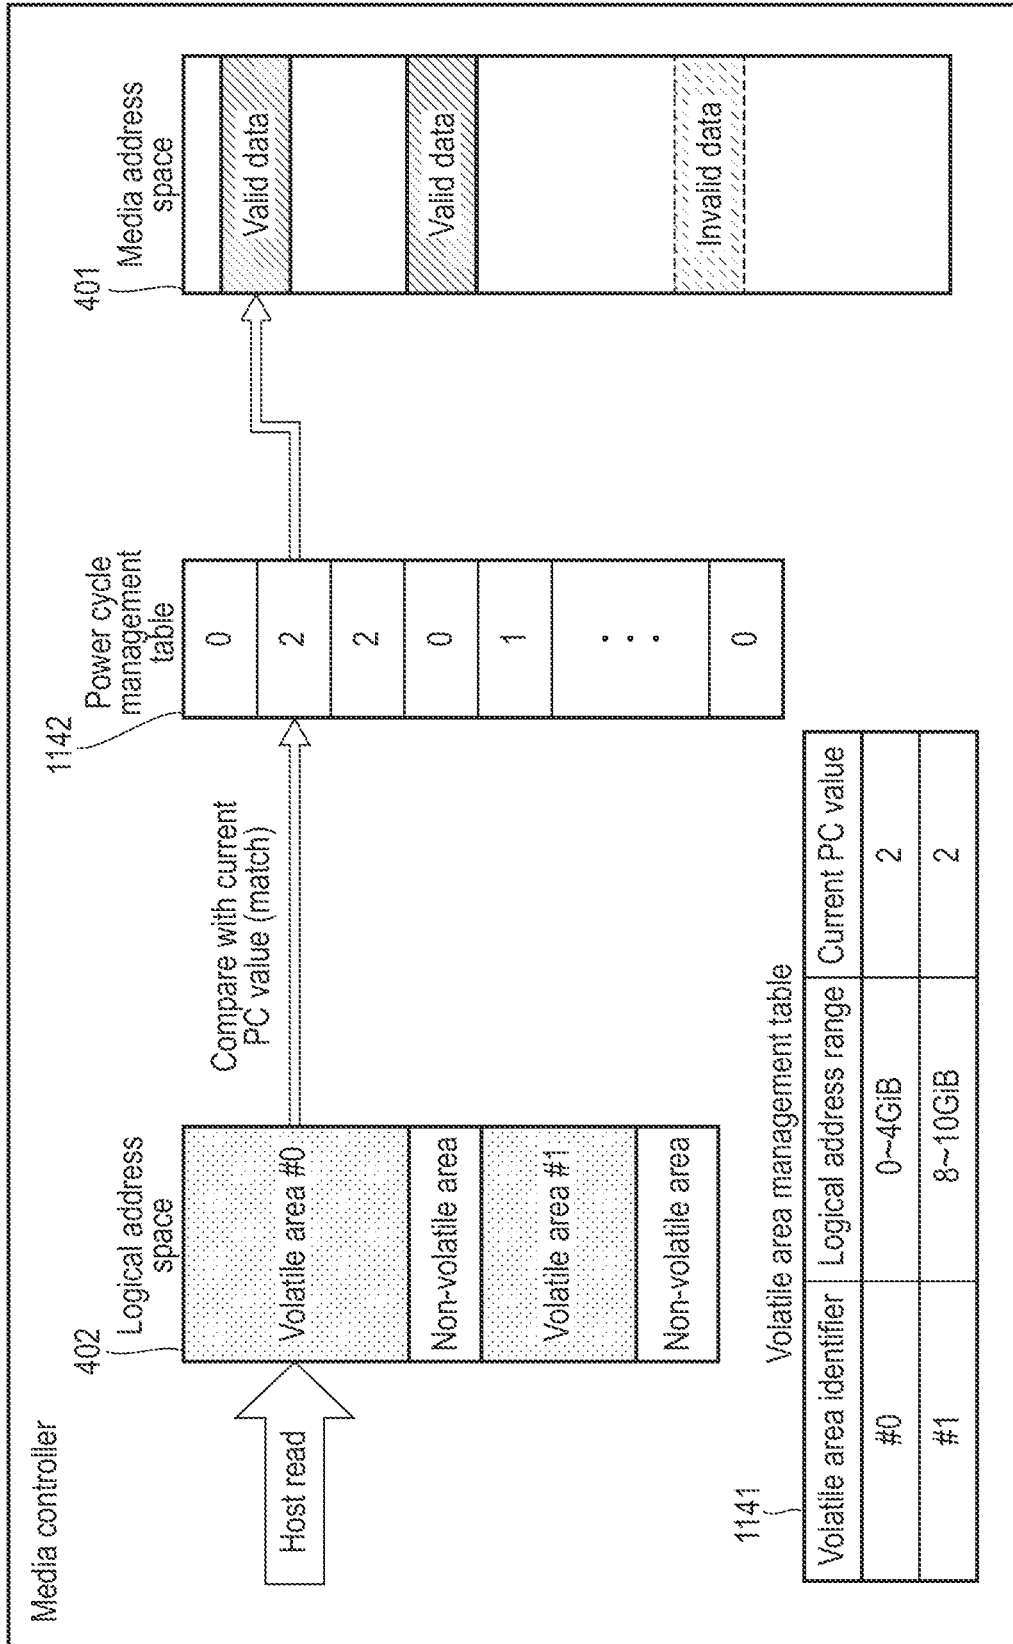 Media controller
Host read
402
Logical address
space
Volatile area #0
Non-volatile area
Volatile area #1
Non-volatile area
Compare with current
PC value (match)
1142
Power cycle
management
table
0
2
2
0
1
. . .
0
401
Media address
space
Valid data
Valid data
Invalid data
1141
Volatile area management table
Volatile area identifier Logical address range Current PC value
#0 0~4GiB 2
#1 8~10GiB 2